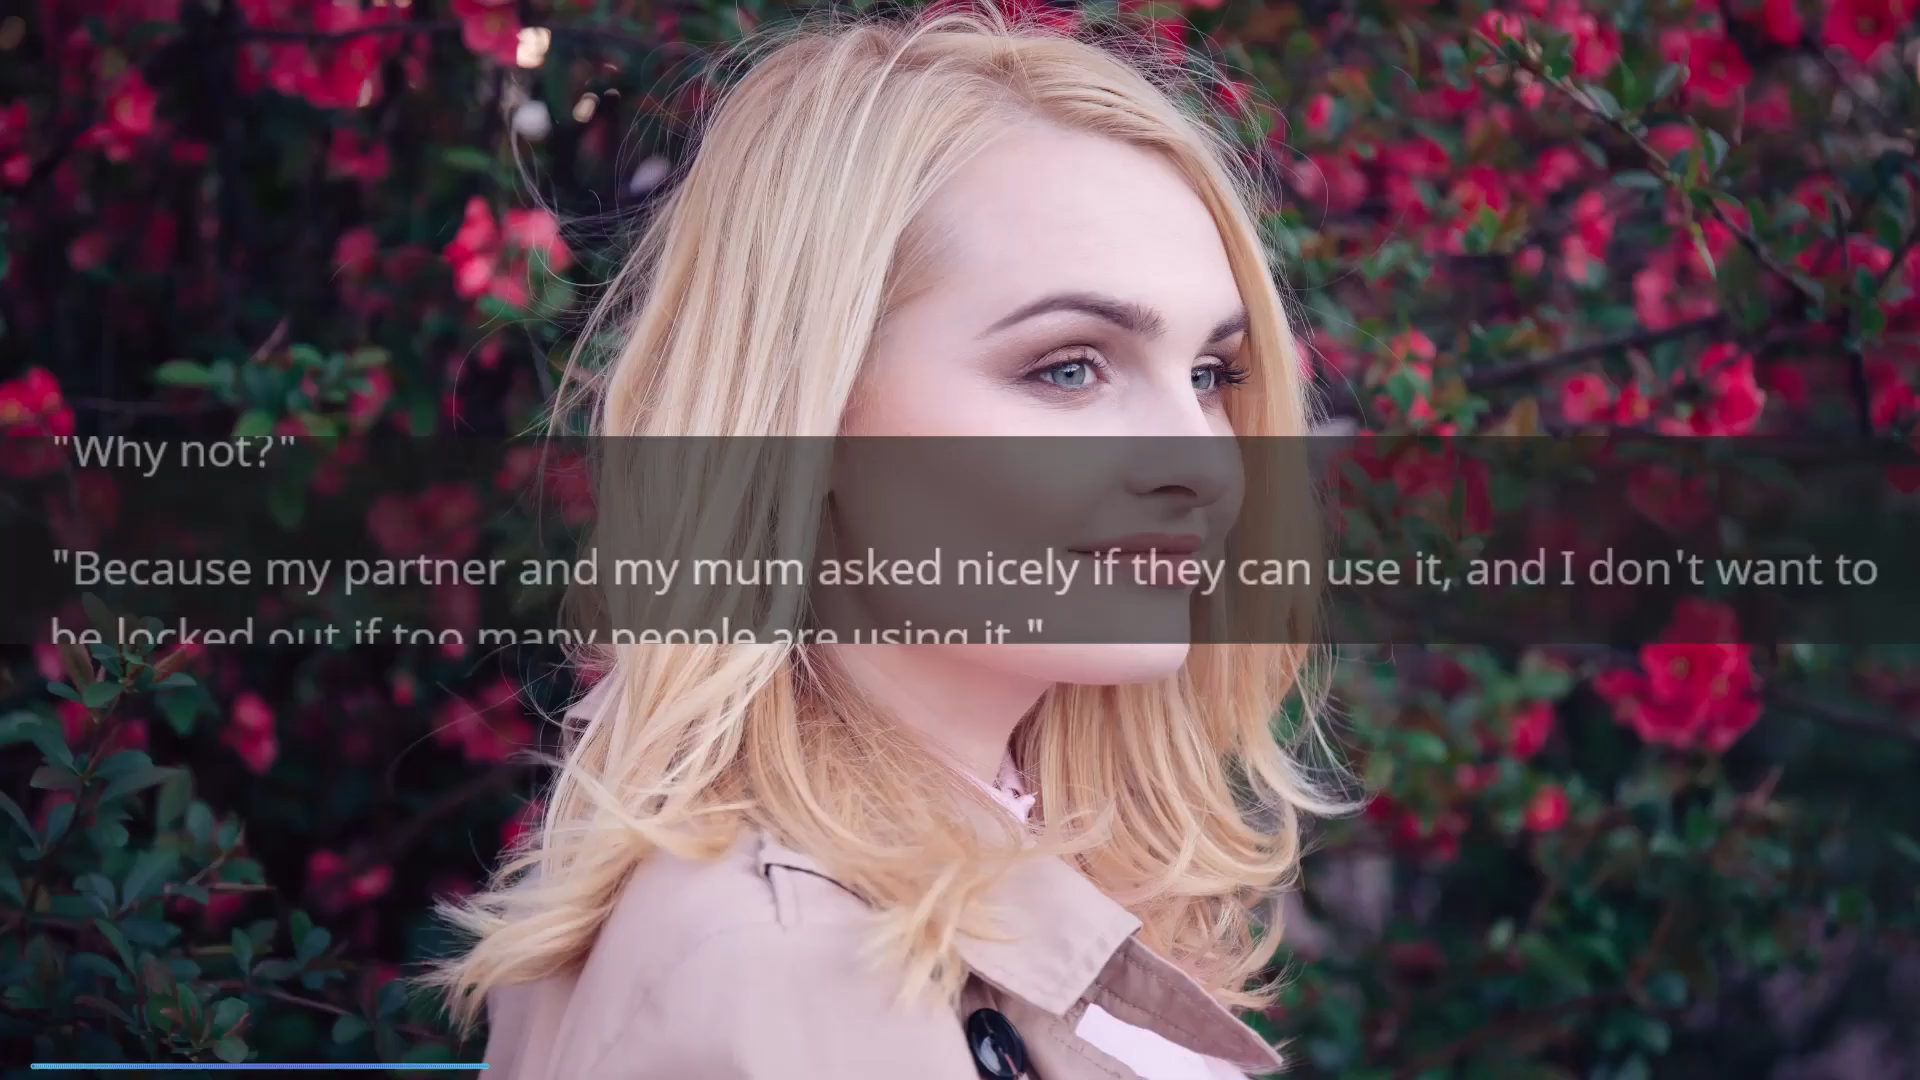 "Why not?"
"Because my partner and my mum asked nicely if they can use it, and I don't want to
be locked out if too many people are using it."